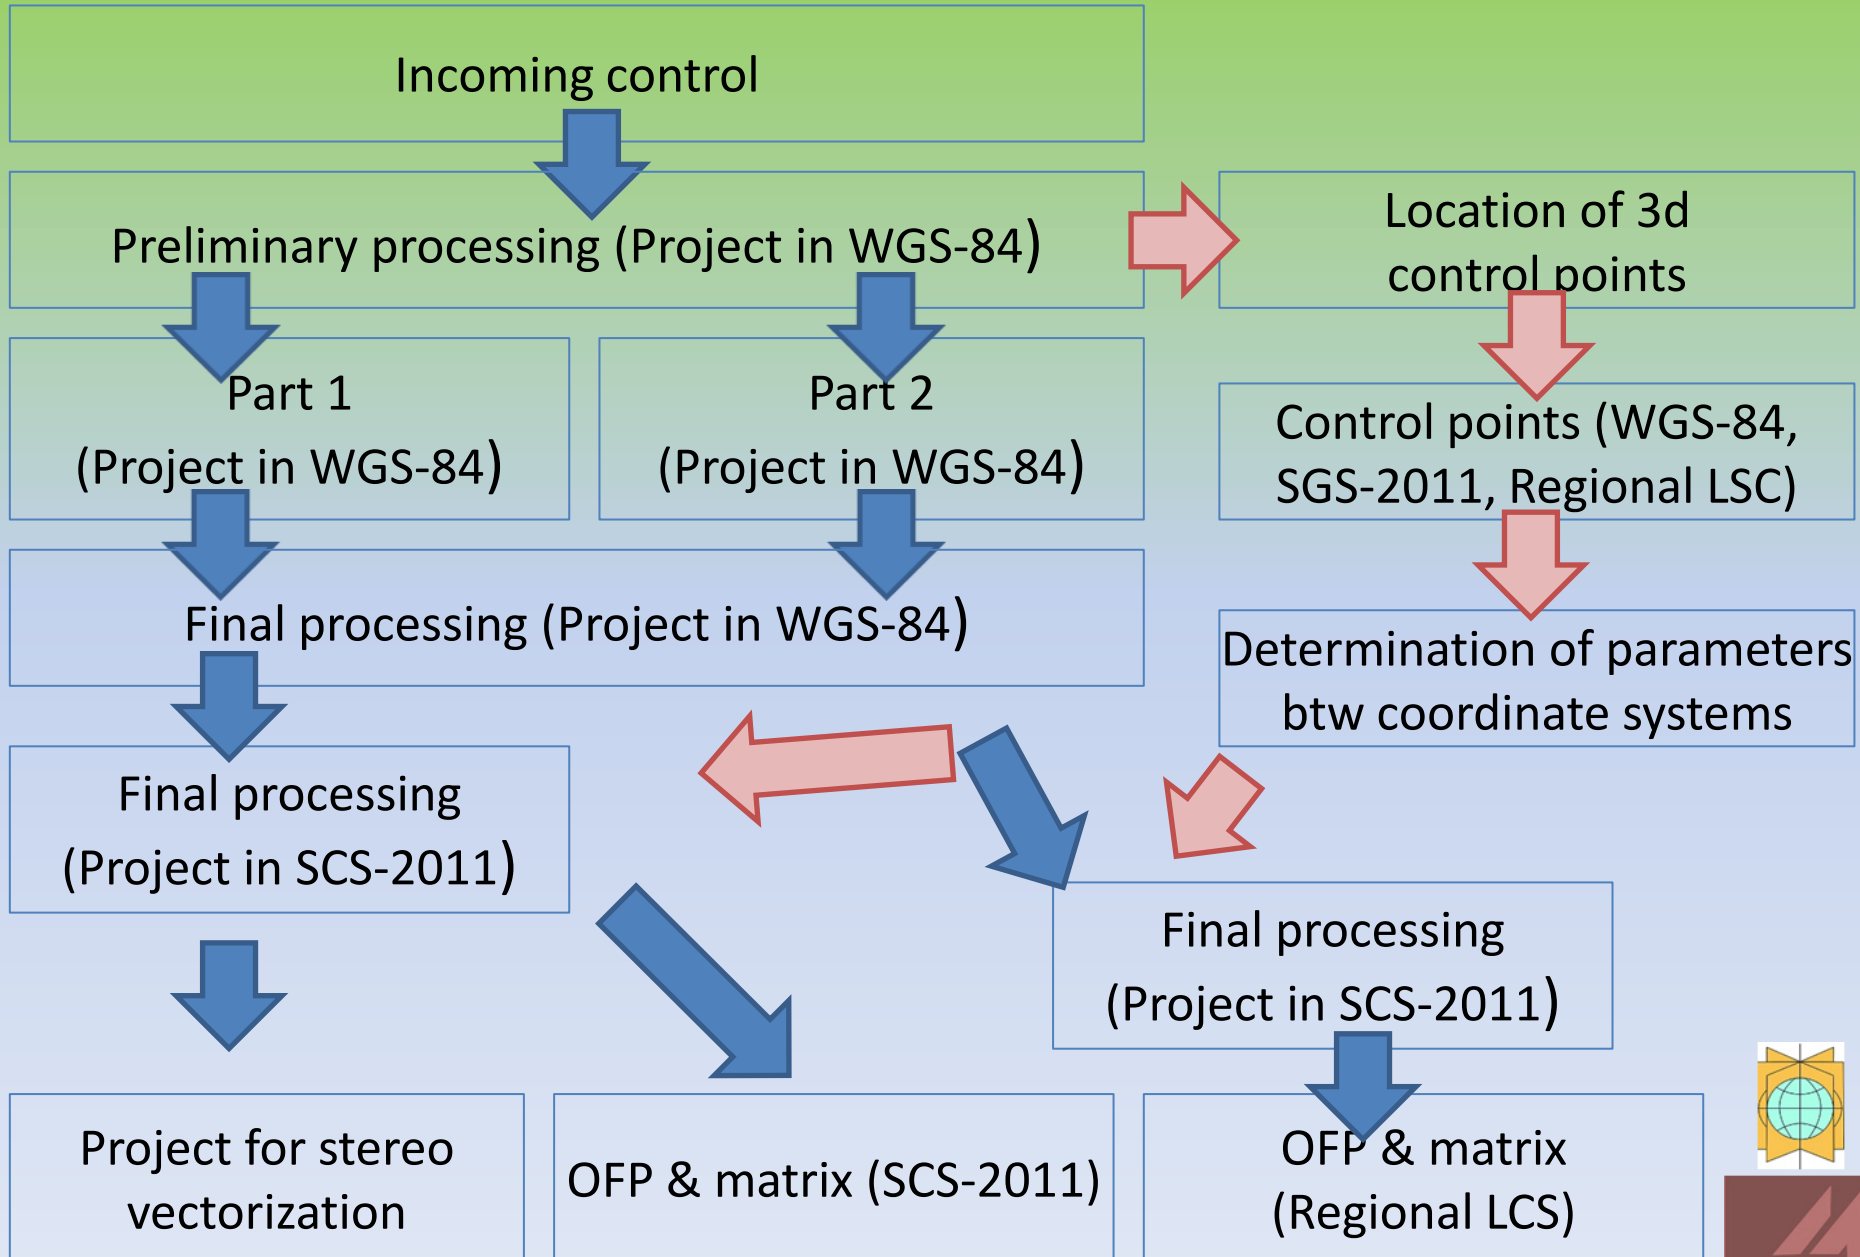 Incoming control
Preliminary processing (Project in WGS-84)
Location of 3d
control points
Part 1
(Project in WGS-84)
Part 2
(Project in WGS-84)
Control points (WGS-84,
SGS-2011, Regional LSC)
Final processing (Project in WGS-84)
Determination of parameters
btw coordinate systems
Final processing
(Project in SCS-2011)
Final processing
(Project in SCS-2011)
Project for stereo
vectorization
OFP & matrix (SCS-2011)
OFP & matrix
(Regional LCS)